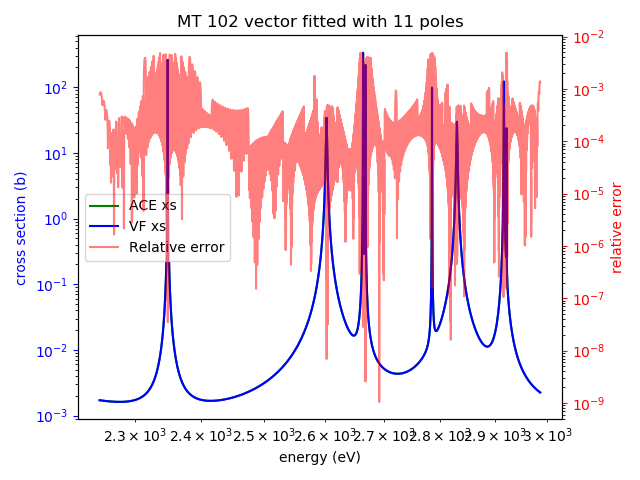 MT 102 vector fitted with 11 poles
cross section (b)
10²
10¹
10⁰
10⁻¹
10⁻²
10⁻³
ACE xs
VF xs
Relative error
10⁻²
10⁻³
10⁻⁴
10⁻⁵
10⁻⁶
10⁻⁷
10⁻⁸
10⁻⁹
relative error
2.3 × 10³ 2.4 × 10³ 2.5 × 10³ 2.6 × 10³ 2.7 × 10³ 2.8 × 10³ 2.9 × 10³ 3 × 10³
energy (eV)